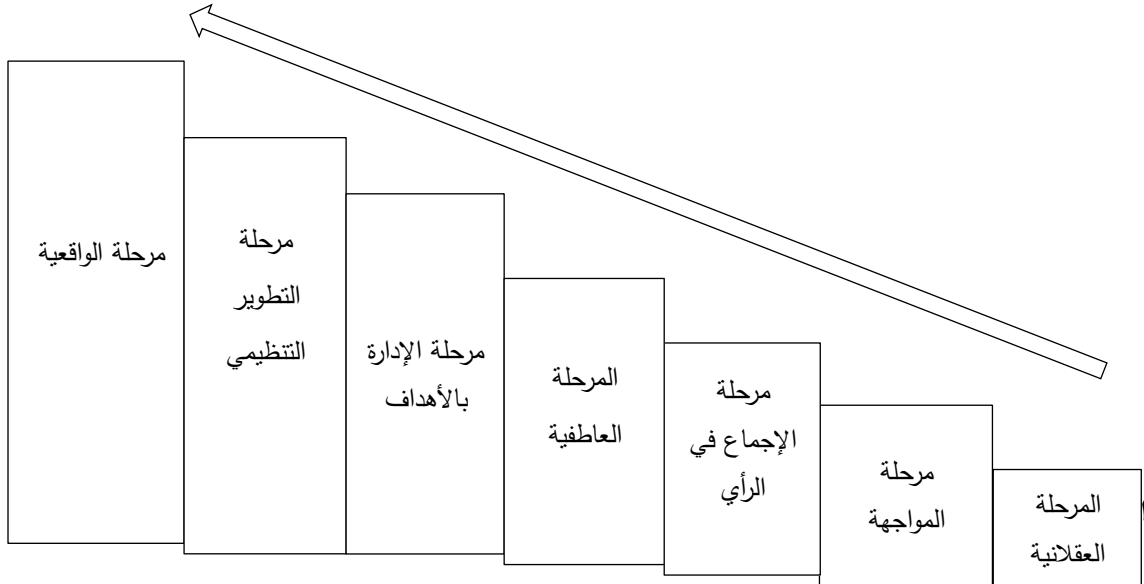 المرحلة
العقلانية
مرحلة
المواجهة
مرحلة
الإجماع في
الرأي
المرحلة
العاطفية
مرحلة الإدارة
بالأهداف
مرحلة
التطوير
التنظيمي
مرحلة الواقعية